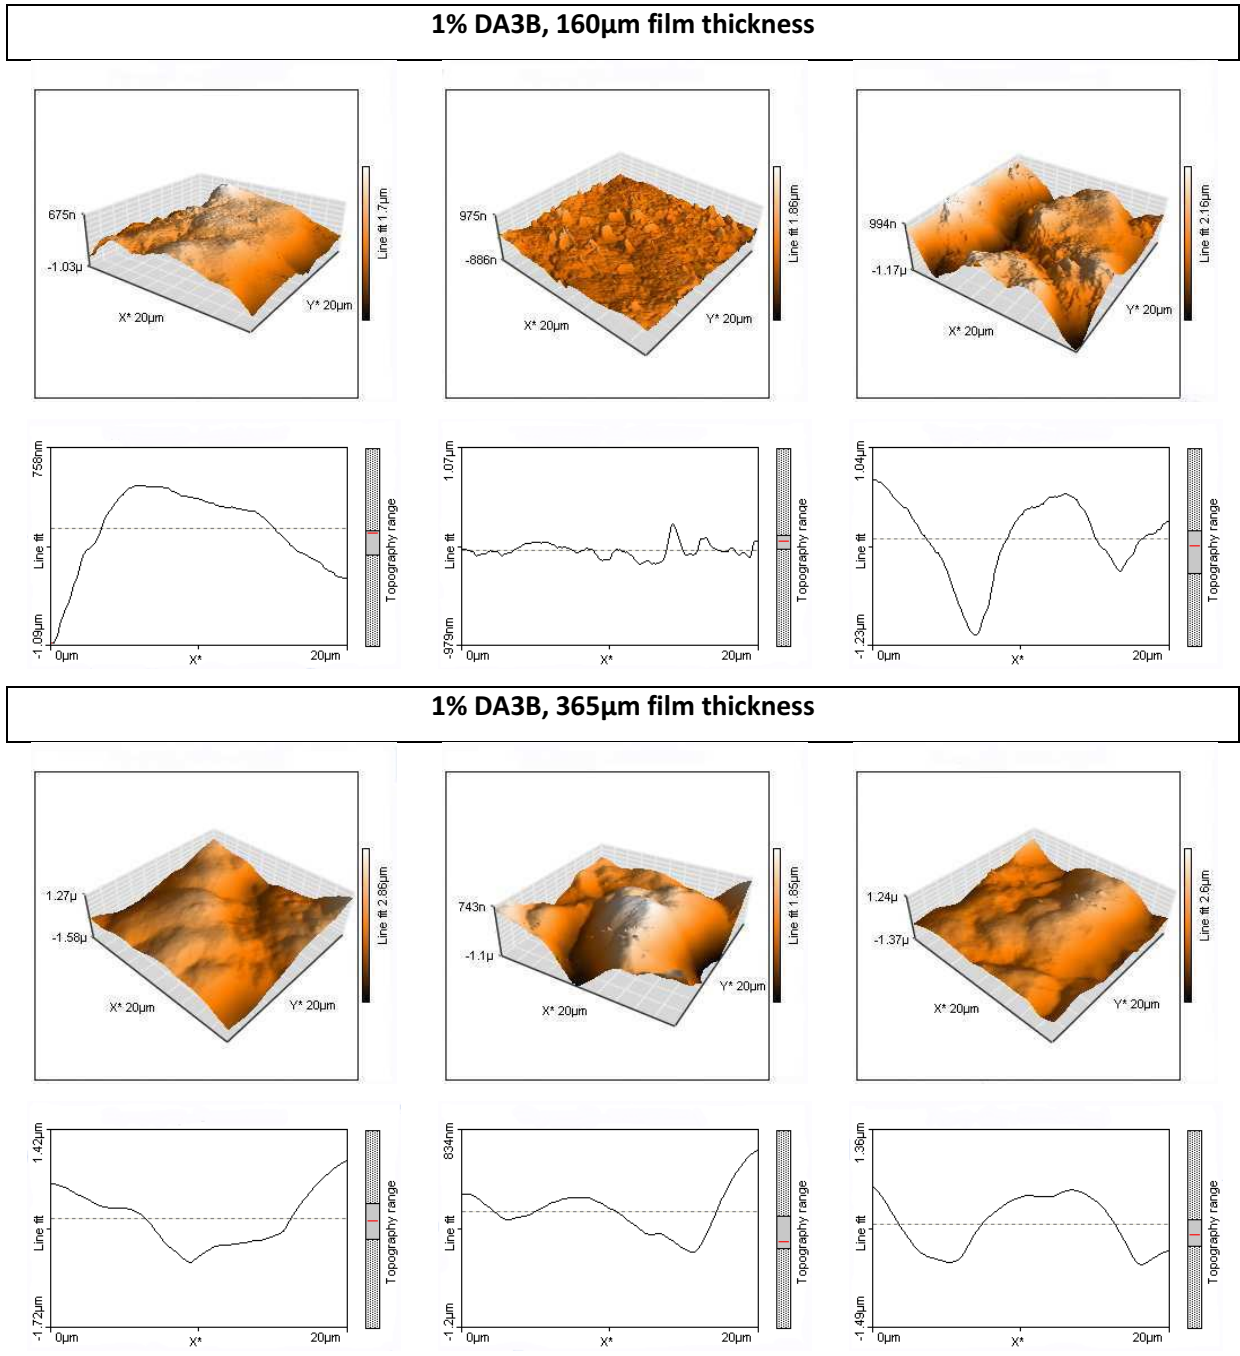 1% DA3B, 160µm film thickness
675n
-1.03µ
X* 20µm
Y* 20µm
Line fit 1.7µm
975n
-886n
X* 20µm
Y* 20µm
Line fit 1.86µm
994n
-1.17µ
X* 20µm
Y* 20µm
Line fit 2.16µm
758nm
Line fit
-1.09µm
0µm
X*
20µm
Topography range
1.07µm
Line fit
-979nm
0µm
X*
20µm
Topography range
1.04µm
Line fit
-1.23µm
0µm
X*
20µm
Topography range
1% DA3B, 365µm film thickness
1.27µ
-1.58µ
X* 20µm
Y* 20µm
Line fit 2.86µm
743n
-1.1µ
X* 20µm
Y* 20µm
Line fit 1.85µm
1.24µ
-1.37µ
X* 20µm
Y* 20µm
Line fit 2.6µm
1.42µm
Line fit
-1.72µm
0µm
X*
20µm
Topography range
834nm
Line fit
-1.2µm
0µm
X*
20µm
Topography range
1.36µm
Line fit
-1.49µm
0µm
X*
20µm
Topography range